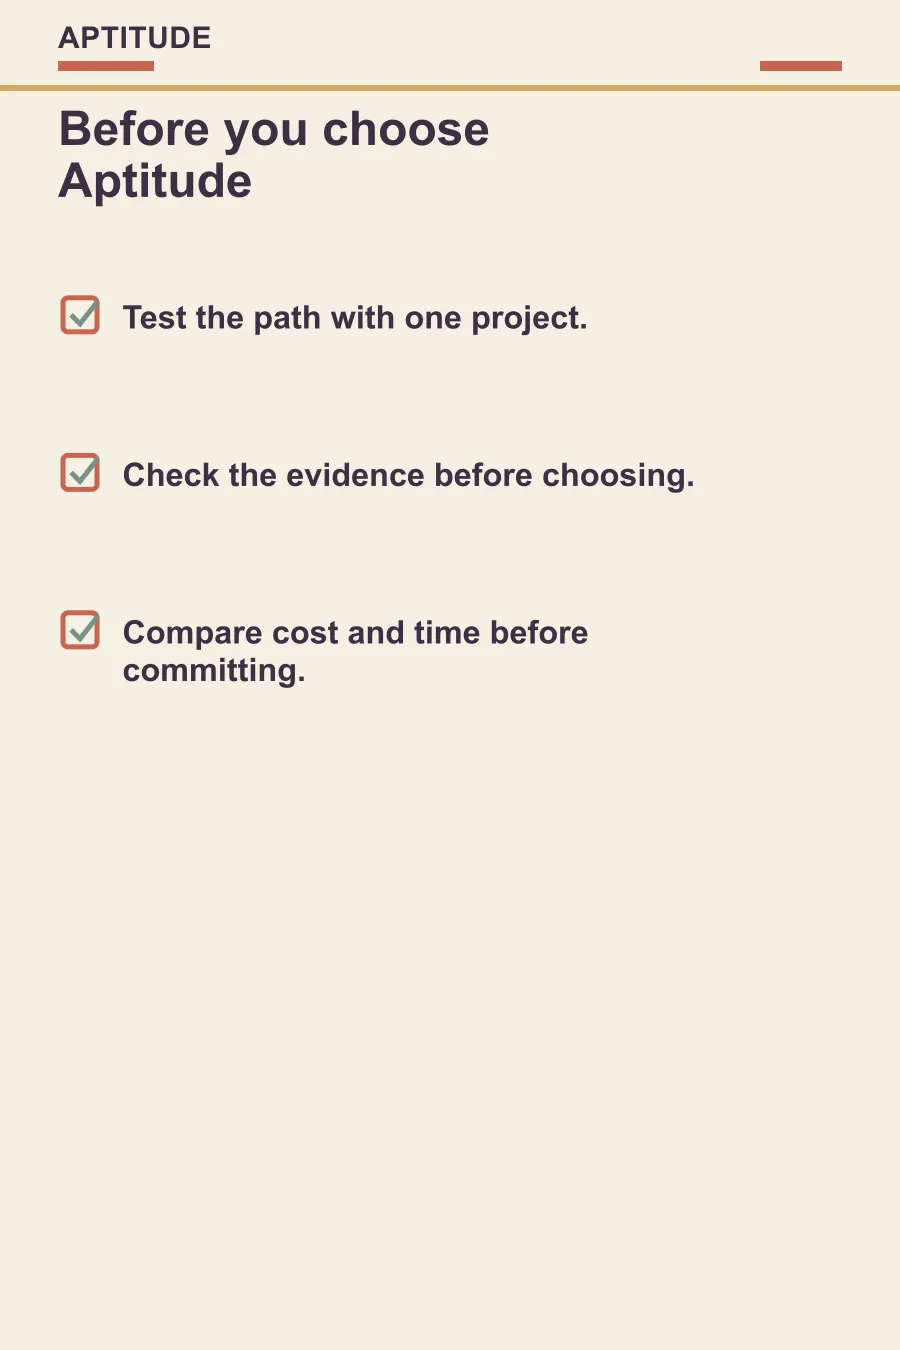 APTITUDE
Before you choose
Aptitude
Test the path with one project.
Check the evidence before choosing.
Compare cost and time before
committing.